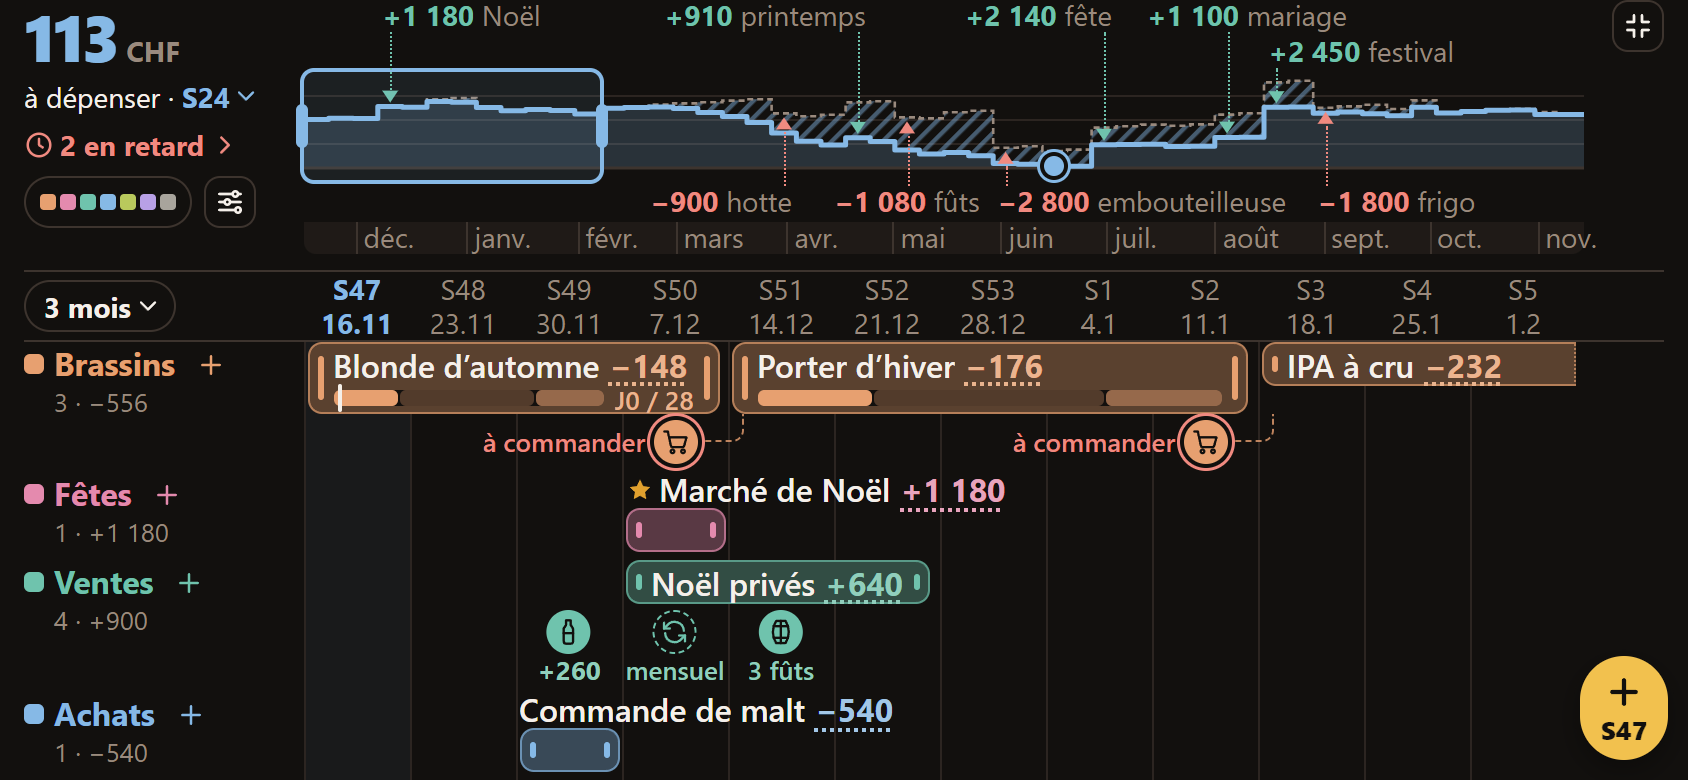 113 CHF
à dépenser · S24
2 en retard
+1 180 Noël
+910 printemps
+2 140 fête
+1 100 mariage
+2 450 festival
−900 hotte
−1 080 fûts
−2 800 embouteilleuse
−1 800 frigo
déc. janv. févr. mars avr. mai juin juil. août sept. oct. nov.
3 mois
S47 S48 S49 S50 S51 S52 S53 S1 S2 S3 S4 S5
16.11 23.11 30.11 7.12 14.12 21.12 28.12 4.1 11.1 18.1 25.1 1.2
Brassins +
3 · −556
Blonde d’automne −148
J0 / 28
Porter d’hiver −176
IPA à cru −232
à commander
à commander
Fêtes +
1 · +1 180
Marché de Noël +1 180
Ventes +
4 · +900
Noël privés +640
+260
mensuel
3 fûts
Achats +
1 · −540
Commande de malt −540
+
S47